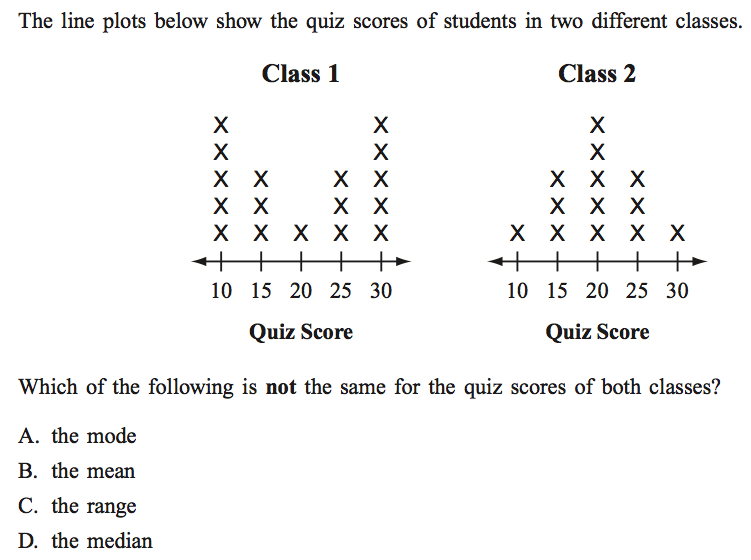 The line plots below show the quiz scores of students in two different classes.
Class 1 Class 2
X X X
X X X
X X X X X X X
X X X X X X X
X X X X X X X X X X
10 15 20 25 30 10 15 20 25 30
Quiz Score Quiz Score
Which of the following is not the same for the quiz scores of both classes?
A. the mode
B. the mean
C. the range
D. the median